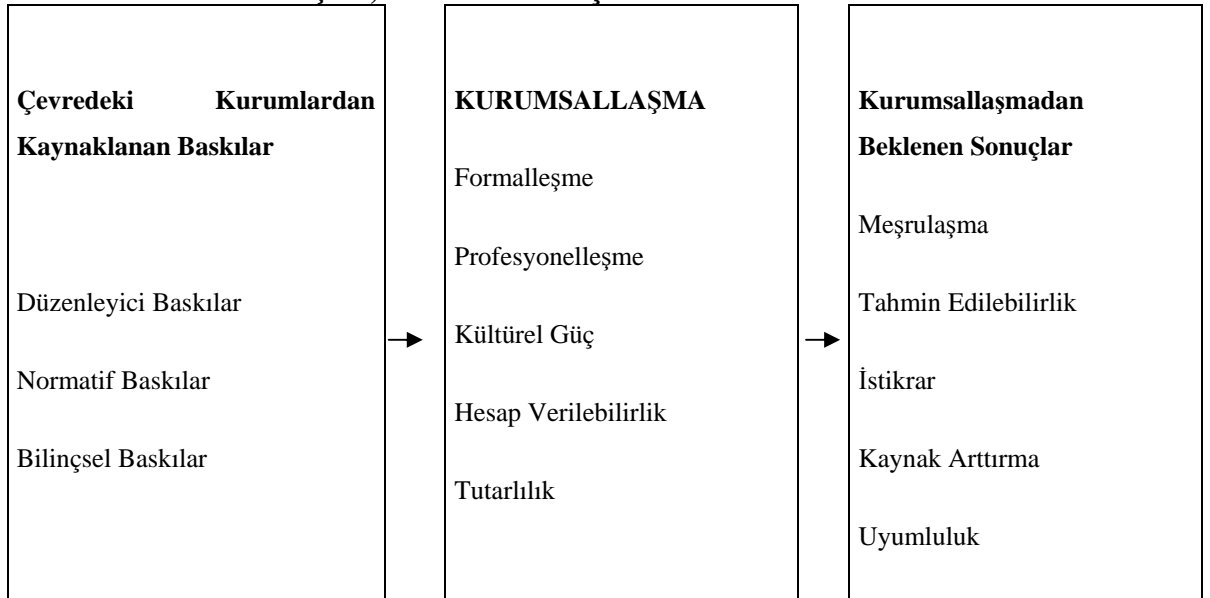 Çevredeki Kurumlardan
Kaynaklanan Baskılar
Düzenleyici Baskılar
Normatif Baskılar
Bilinçsel Baskılar
KURUMSALLAŞMA
Formalleşme
Profesyonelleşme
Kültürel Güç
Hesap Verilebilirlik
Tutarlılık
Kurumsallaşmadan
Beklenen Sonuçlar
Meşrulaşma
Tahmin Edilebilirlik
İstikrar
Kaynak Arttırma
Uyumluluk